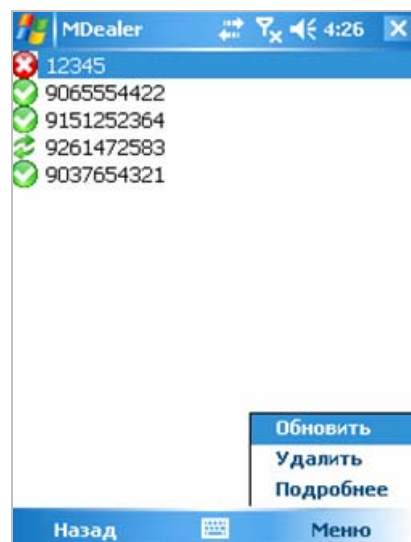 MDealer 4:26
12345
9065554422
9151252364
9261472583
9037654321
Обновить
Удалить
Подробнее
Назад Меню